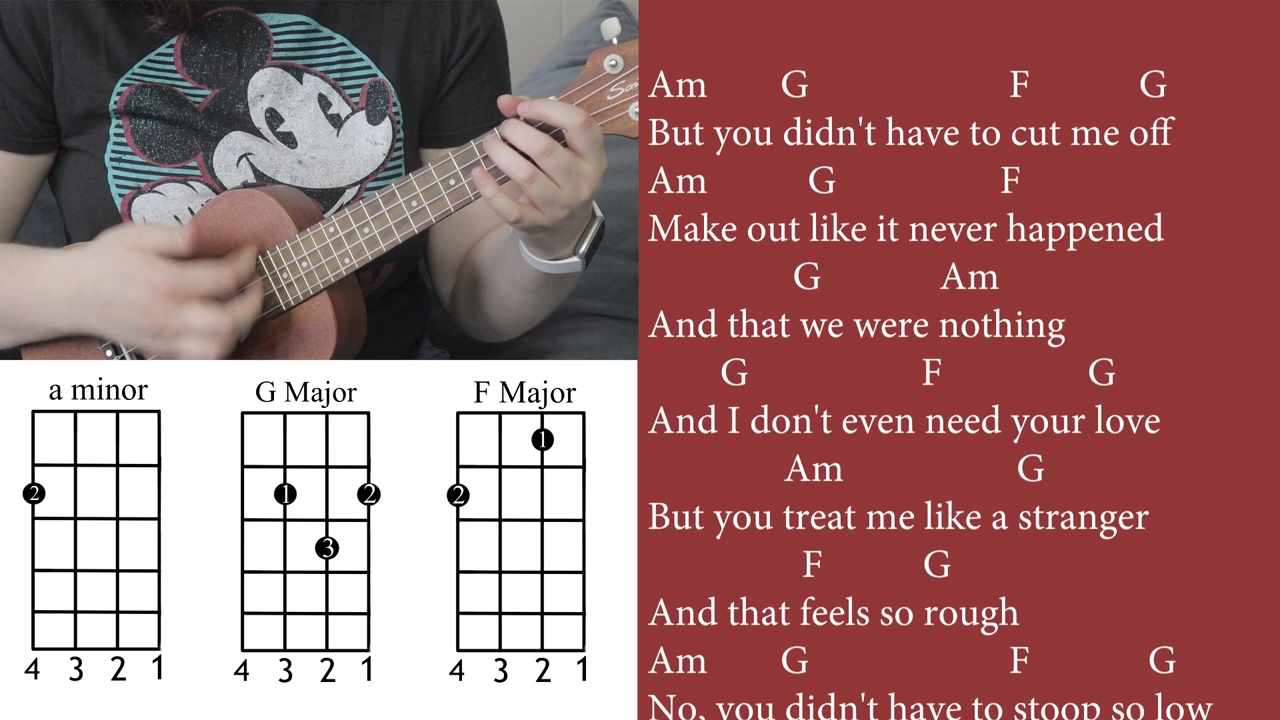 a minor
2
4 3 2 1
G Major
1 2
3
4 3 2 1
F Major
1
2
4 3 2 1
Am G F G
But you didn't have to cut me off
Am G F
Make out like it never happened
G Am
And that we were nothing
G F G
And I don't even need your love
Am G
But you treat me like a stranger
F G
And that feels so rough
Am G F G
No, you didn't have to stoop so low